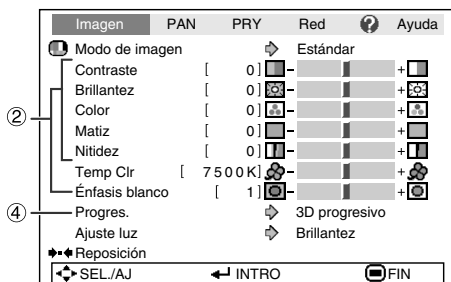 Imagen PAN PRY Red ? Ayuda
Modo de imagen Estándar
Contraste [ 0] - +
② Brillantez [ 0] - +
Color [ 0] - +
Matiz [ 0] - +
Nitidez [ 0] - +
Temp Clr [ 7500K] - +
Énfasis blanco [ 1] - +
④ Progres. 3D progresivo
Ajuste luz Brillantez
Reposición
SEL./AJ INTRO FIN